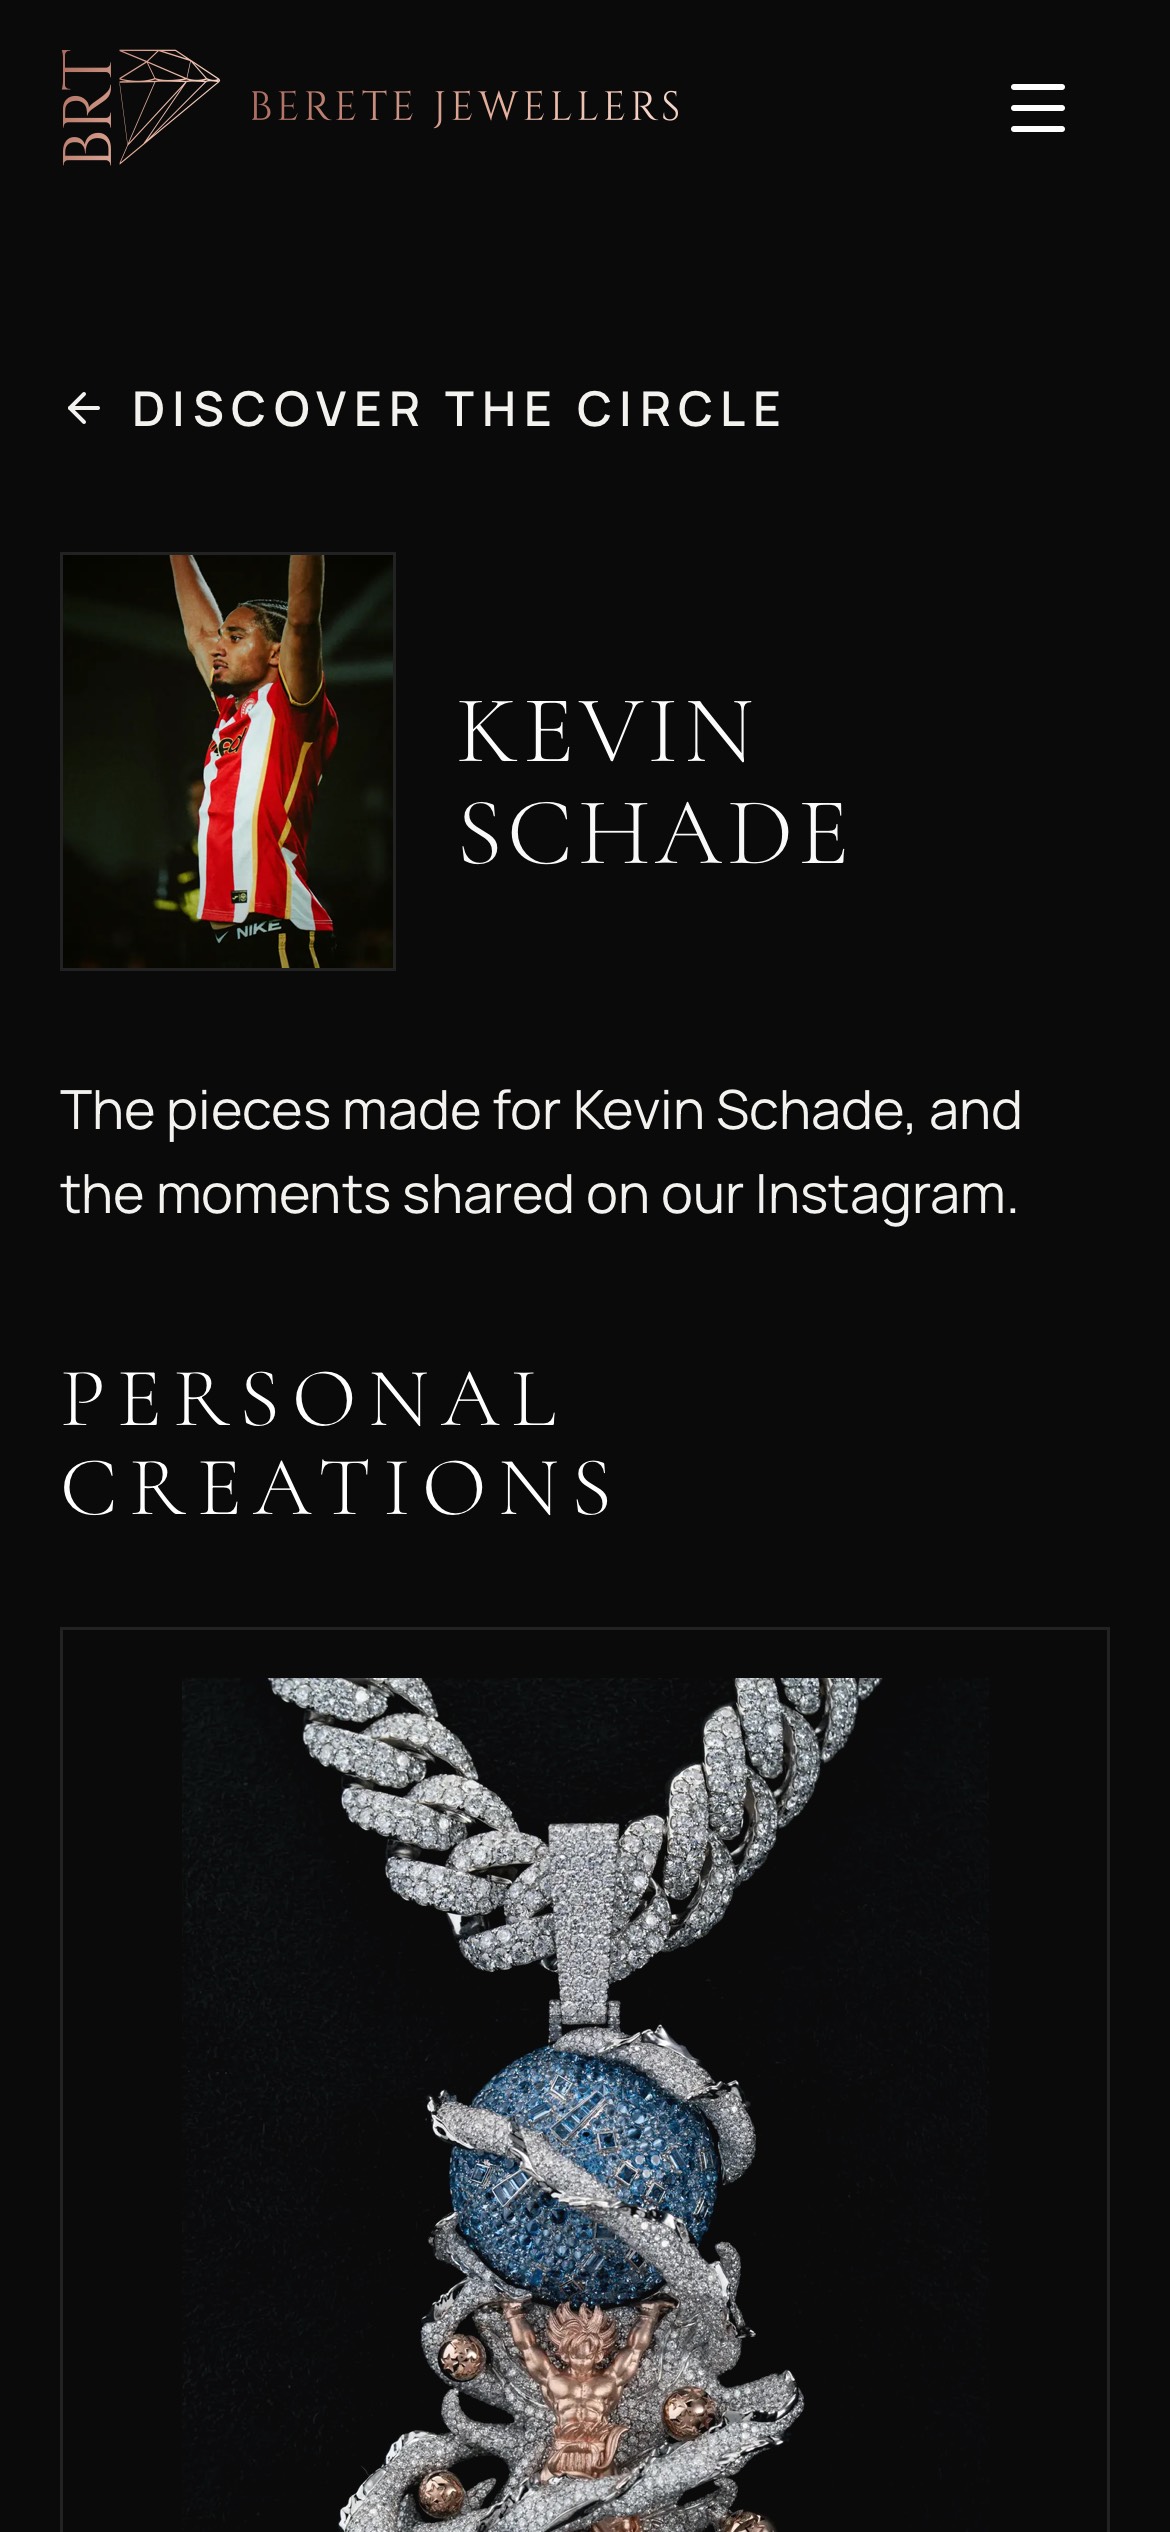 BRT
BERETE JEWELLERS
← DISCOVER THE CIRCLE
NIKE
KEVIN
SCHADE
The pieces made for Kevin Schade, and
the moments shared on our Instagram.
PERSONAL
CREATIONS